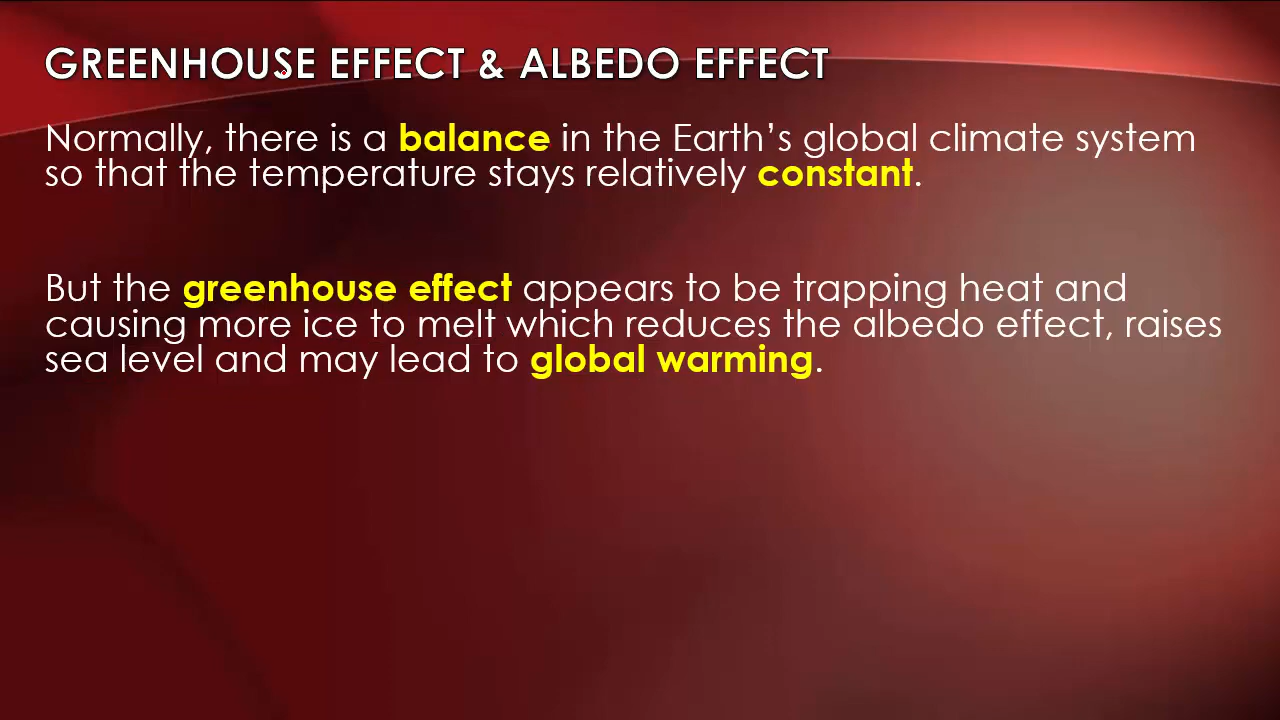 GREENHOUSE EFFECT & ALBEDO EFFECT
Normally, there is a balance in the Earth’s global climate system
so that the temperature stays relatively constant.
But the greenhouse effect appears to be trapping heat and
causing more ice to melt which reduces the albedo effect, raises
sea level and may lead to global warming.